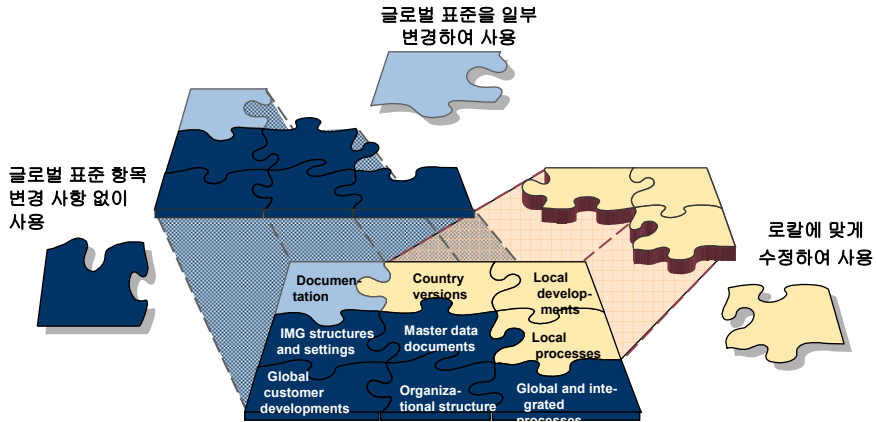 글로벌 표준을 일부
변경하여 사용
글로벌 표준 항목
변경 사항 없이
사용
로칼에 맞게
수정하여 사용
Documen-
tation
Country
versions
Local
develop-
ments
IMG structures
and settings
Master data
documents
Local
processes
Global
customer
developments
Organiza-
tional structure
Global and inte-
grated
processes